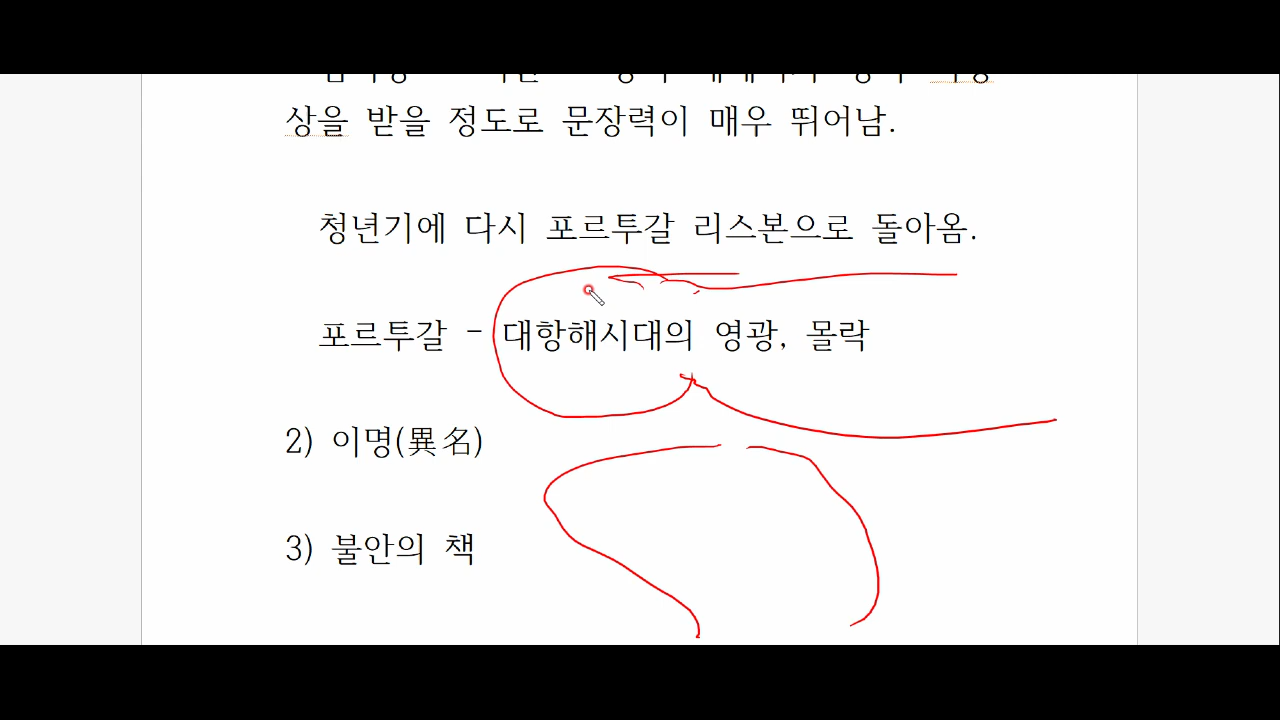 상을 받을 정도로 문장력이 매우 뛰어남.
청년기에 다시 포르투갈 리스본으로 돌아옴.
포르투갈 - 대항해시대의 영광, 몰락
2) 이명(異名)
3) 불안의 책